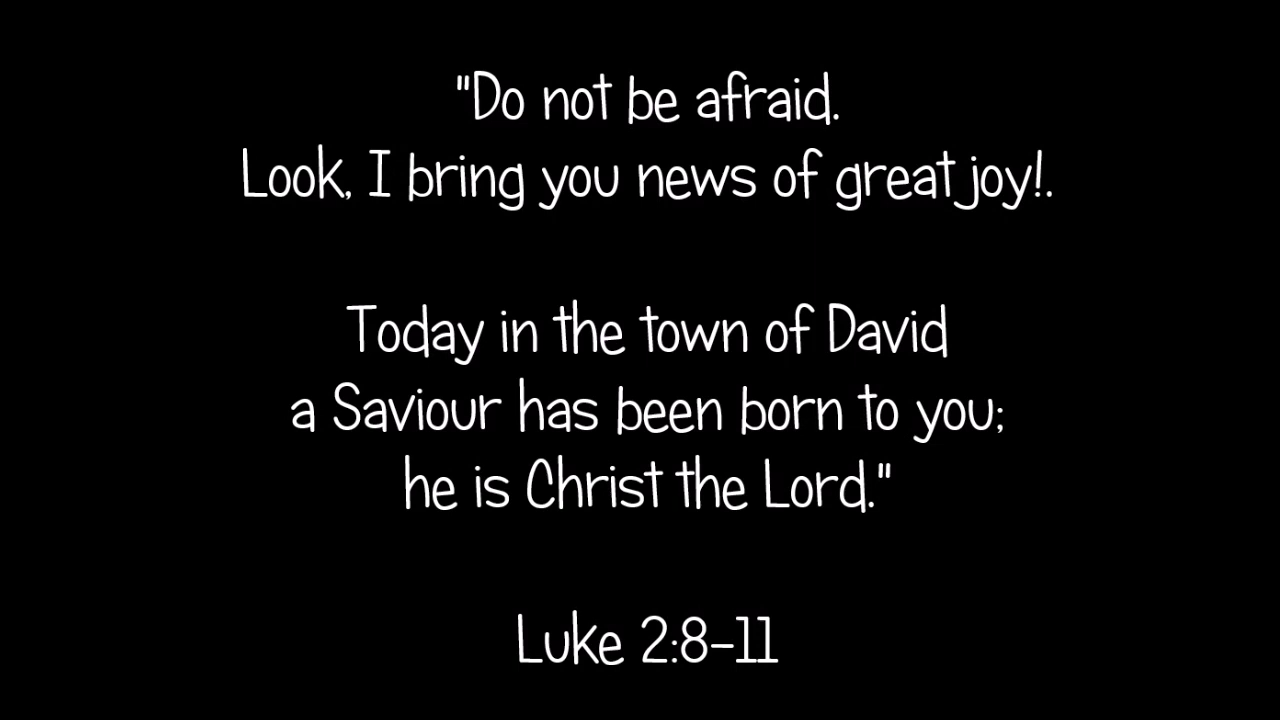 "Do not be afraid.
Look, I bring you news of great joy!.
Today in the town of David
a Saviour has been born to you;
he is Christ the Lord."
Luke 2:8-11